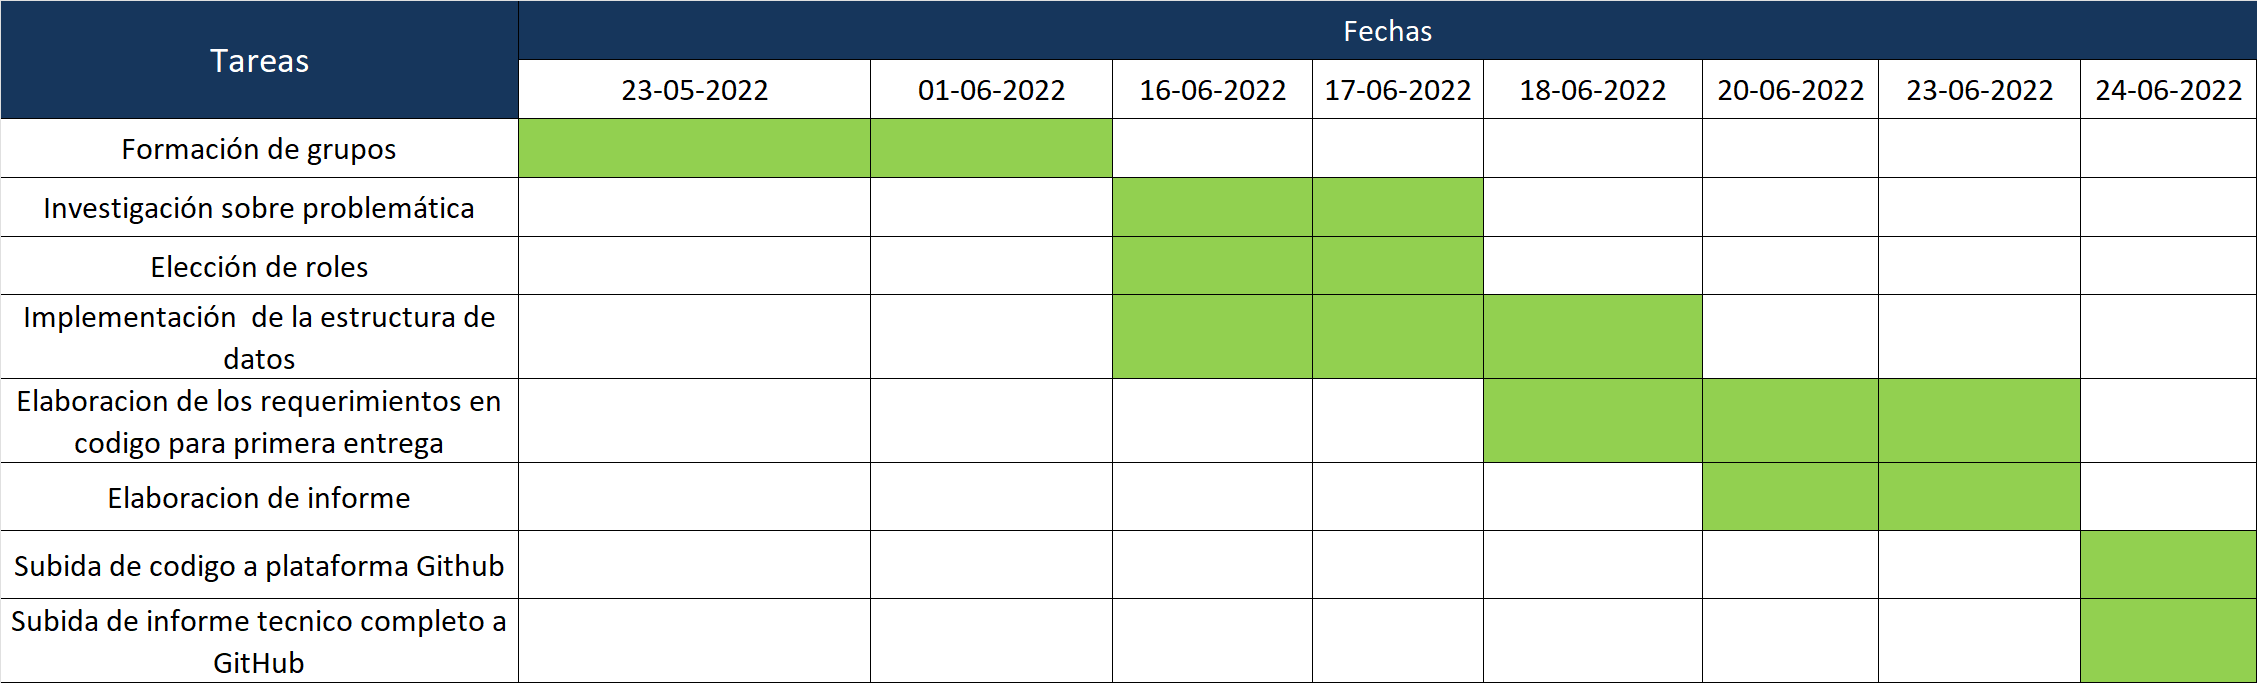 Tareas
Fechas
23-05-2022
01-06-2022
16-06-2022
17-06-2022
18-06-2022
20-06-2022
23-06-2022
24-06-2022
Formación de grupos
Investigación sobre problemática
Elección de roles
Implementación  de la estructura de
datos
Elaboracion de los requerimientos en
codigo para primera entrega
Elaboracion de informe
Subida de codigo a plataforma Github
Subida de informe tecnico completo a
GitHub